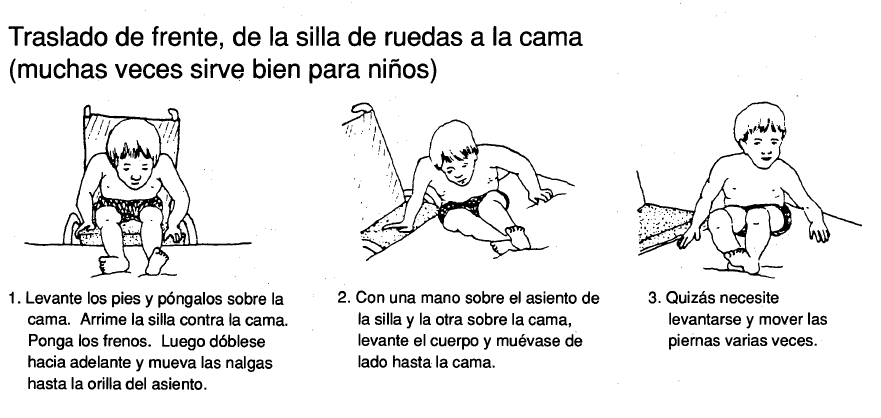 Traslado de frente, de la silla de ruedas a la cama
(muchas veces sirve bien para niños)
1. Levante los pies y póngalos sobre la
cama. Arrime la silla contra la cama.
Ponga los frenos. Luego dóblese
hacia adelante y mueva las nalgas
hasta la orilla del asiento.
2. Con una mano sobre el asiento de
la silla y la otra sobre la cama,
levante el cuerpo y muévase de
lado hasta la cama.
3. Quizás necesite
levantarse y mover las
piernas varias veces.